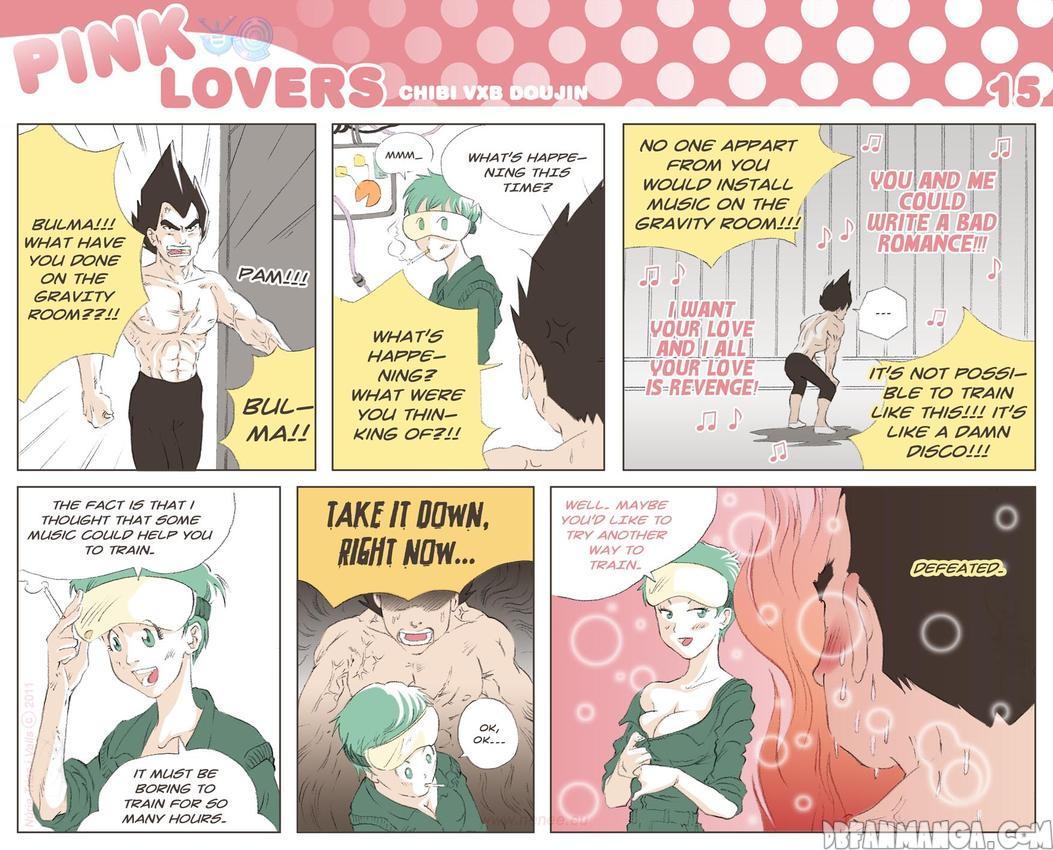 PINK
LOVERS
CHIBI VXB DOUJIN
15
BULMA!!!
WHAT HAVE
YOU DONE
ON THE
GRAVITY
ROOM??!!
PAM!!!
BUL-
MA!!
MMM...
WHAT'S HAPPE-
NING THIS
TIME?
WHAT'S
HAPPE-
NING?
WHAT WERE
YOU THIN-
KING OF?!!
NO ONE APPART
FROM YOU
WOULD INSTALL
MUSIC ON THE
GRAVITY ROOM!!!
YOU AND ME
COULD
WRITE A BAD
ROMANCE!!!
I WANT
YOUR LOVE
AND I ALL
YOUR LOVE
IS REVENGE!
---
IT'S NOT POSSI-
BLE TO TRAIN
LIKE THIS!!! IT'S
LIKE A DAMN
DISCO!!!
THE FACT IS THAT I
THOUGHT THAT SOME
MUSIC COULD HELP YOU
TO TRAIN...
IT MUST BE
BORING TO
TRAIN FOR SO
MANY HOURS...
TAKE IT DOWN,
RIGHT NOW...
OK,
OK...
WELL... MAYBE
YOU'D LIKE TO
TRY ANOTHER
WAY TO
TRAIN...
DEFEATED...
2011
DBFANMANGA.COM